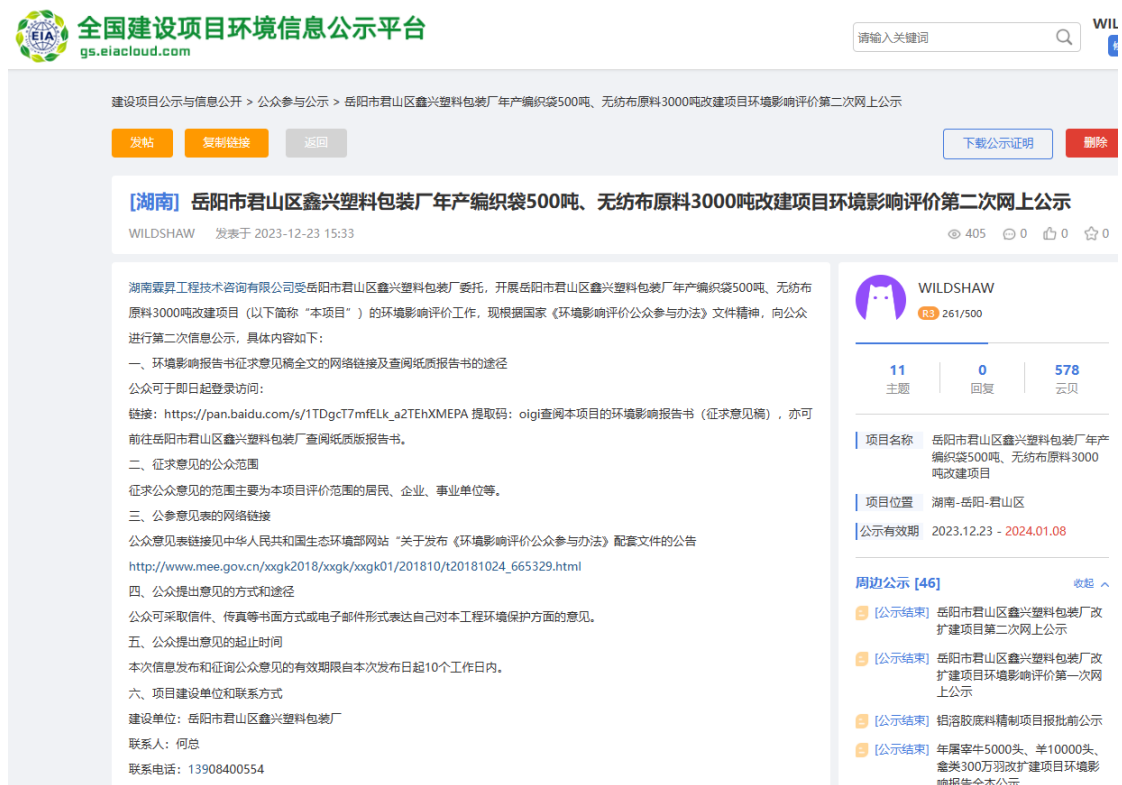 EIA
全国建设项目环境信息公示平台
gs.eiacloud.com
请输入关键词
WIL
建设项目公示与信息公开 > 公众参与公示 > 岳阳市君山区鑫兴塑料包装厂年产编织袋500吨、无纺布原料3000吨改建项目环境影响评价第二次网上公示
发帖 复制链接 返回 下载公示证明 删除
[湖南] 岳阳市君山区鑫兴塑料包装厂年产编织袋500吨、无纺布原料3000吨改建项目环境影响评价第二次网上公示
WILDSHAW 发表于 2023-12-23 15:33 405 0 0 0
湖南霖昇工程技术咨询有限公司受岳阳市君山区鑫兴塑料包装厂委托，开展岳阳市君山区鑫兴塑料包装厂年产编织袋500吨、无纺布
原料3000吨改建项目（以下简称“本项目”）的环境影响评价工作，现根据国家《环境影响评价公众参与办法》文件精神，向公众
进行第二次信息公示，具体内容如下：
一、环境影响报告书征求意见稿全文的网络链接及查阅纸质报告书的途径
公众可于即日起登录访问：
链接：https://pan.baidu.com/s/1TDgcT7mfELk_a2TEhXMEPA 提取码：oigi查阅本项目的环境影响报告书（征求意见稿），亦可
前往岳阳市君山区鑫兴塑料包装厂查阅纸质版报告书。
二、征求意见的公众范围
征求公众意见的范围主要为本项目评价范围的居民、企业、事业单位等。
三、公参意见表的网络链接
公众意见表链接见中华人民共和国生态环境部网站“关于发布《环境影响评价公众参与办法》配套文件的公告
http://www.mee.gov.cn/xxgk2018/xxgk/xxgk01/201810/t20181024_665329.html
四、公众提出意见的方式和途径
公众可采取信件、传真等书面方式或电子邮件形式表达自己对本工程环境保护方面的意见。
五、公众提出意见的起止时间
本次信息发布和征询公众意见的有效期限自本次发布日起10个工作日内。
六、项目建设单位和联系方式
建设单位：岳阳市君山区鑫兴塑料包装厂
联系人：何总
联系电话：13908400554
WILDSHAW
R3 261/500
11 0 578
主题 回复 云贝
项目名称 岳阳市君山区鑫兴塑料包装厂年产
编织袋500吨、无纺布原料3000
吨改建项目
项目位置 湖南-岳阳-君山区
公示有效期 2023.12.23 - 2024.01.08
周边公示 [46] 收起
[公示结束] 岳阳市君山区鑫兴塑料包装厂改
扩建项目第二次网上公示
[公示结束] 岳阳市君山区鑫兴塑料包装厂改
扩建项目环境影响评价第一次网
上公示
[公示结束] 铝溶胶底料精制项目报批前公示
[公示结束] 年屠宰牛5000头、羊10000头、
禽类300万羽改扩建项目环境影
响报告全本公示